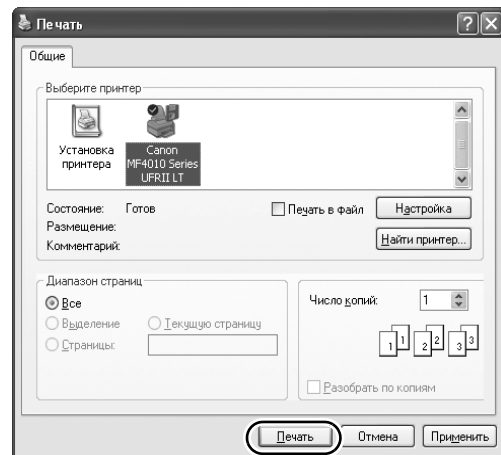 Печать
Общие
Выберите принтер
Установка принтера
Canon MF4010 Series UFRII LT
Состояние: Готов
Размещение:
Комментарий:
Печать в файл
Настройка
Найти принтер...
Диапазон страниц
Все
Выделение
Текущую страницу
Страницы:
Число копий: 1
1 1 2 2 3 3
Разобрать по копиям
Печать
Отмена
Применить